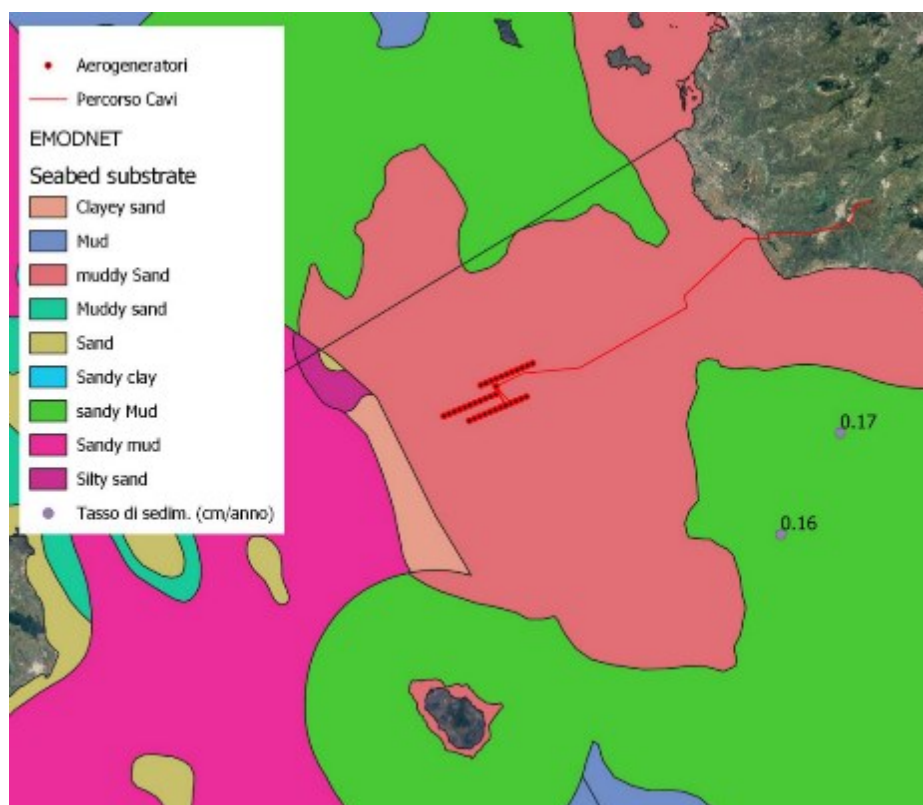 Aerogeneratori
Percorso Cavi
EMODNET
Seabed substrate
Clayey sand
Mud
muddy Sand
Muddy sand
Sand
Sandy clay
sandy Mud
Sandy mud
Silty sand
Tasso di sedim. (cm/anno)
0.17
0.16